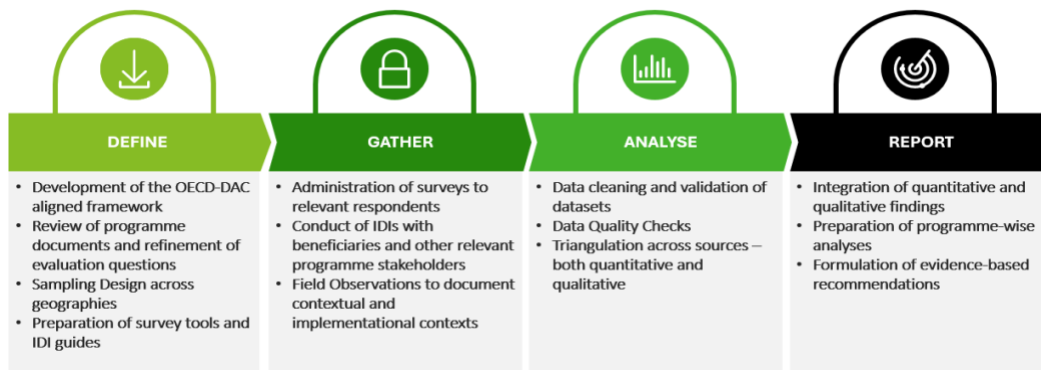 DEFINE
• Development of the OECD-DAC
aligned framework
• Review of programme
documents and refinement of
evaluation questions
• Sampling Design across
geographies
• Preparation of survey tools and
IDI guides
GATHER
• Administration of surveys to
relevant respondents
• Conduct of IDIs with
beneficiaries and other relevant
programme stakeholders
• Field Observations to document
contextual and
implementational contexts
ANALYSE
• Data cleaning and validation of
datasets
• Data Quality Checks
• Triangulation across sources –
both quantitative and
qualitative
REPORT
• Integration of quantitative and
qualitative findings
• Preparation of programme-wise
analyses
• Formulation of evidence-based
recommendations